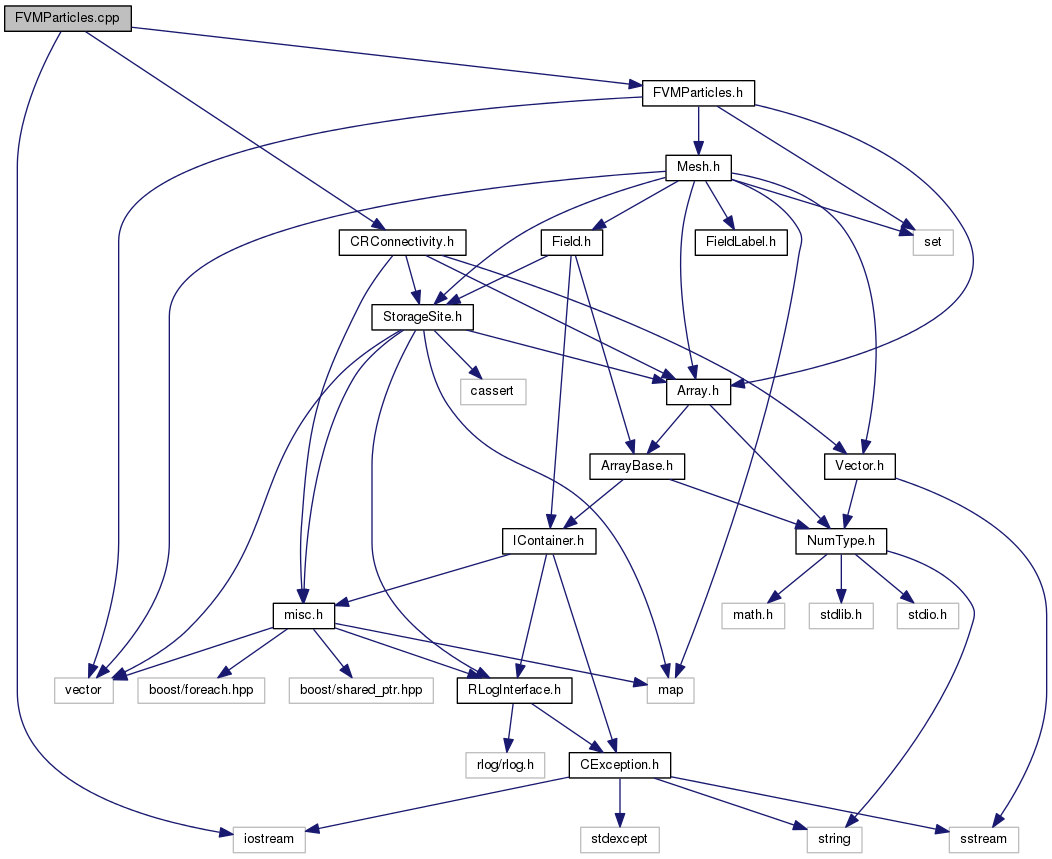 FVMParticles.cpp
FVMParticles.h
Mesh.h
CRConnectivity.h
Field.h
FieldLabel.h
set
StorageSite.h
cassert
Array.h
ArrayBase.h
Vector.h
IContainer.h
NumType.h
misc.h
math.h
stdlib.h
stdio.h
vector
boost/foreach.hpp
boost/shared_ptr.hpp
RLogInterface.h
map
rlog/rlog.h
CException.h
iostream
stdexcept
string
sstream